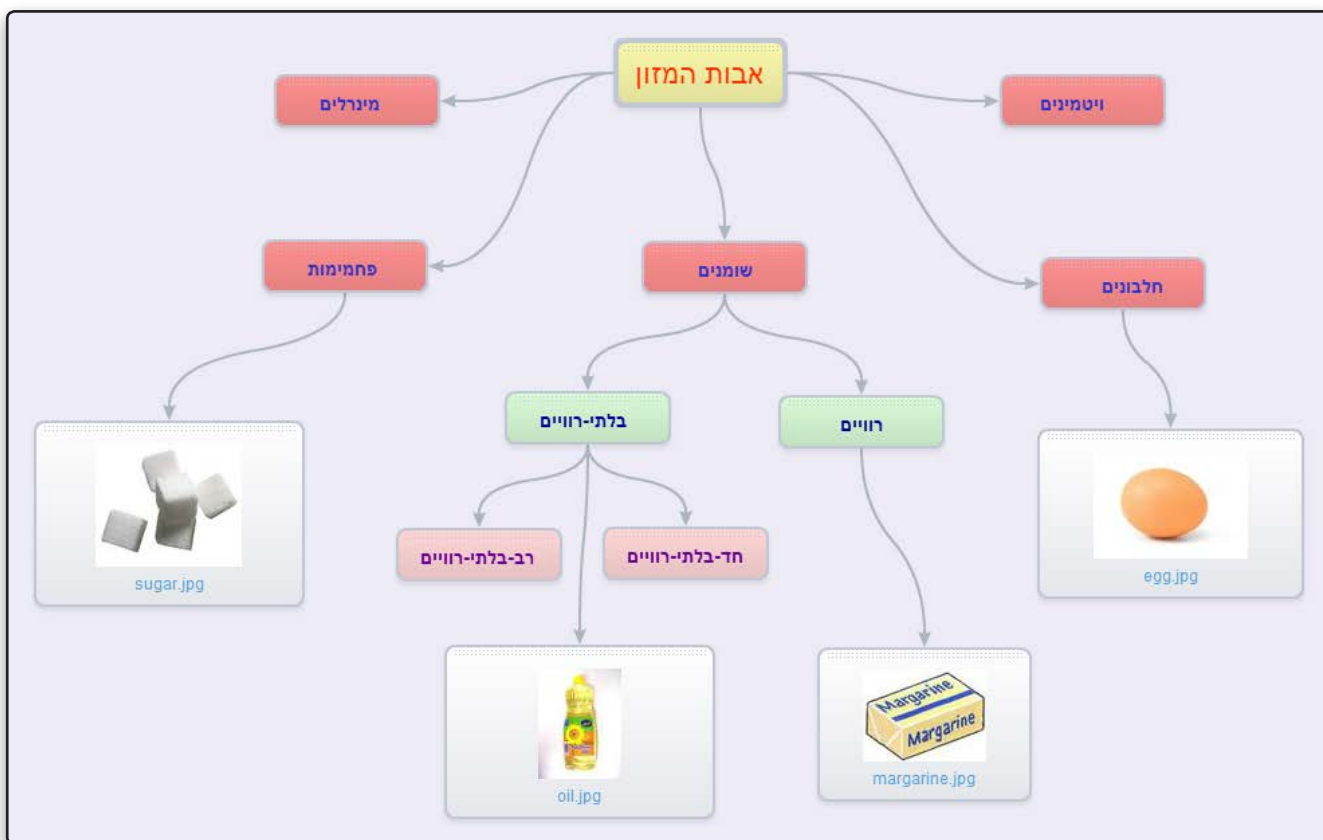 אבות המזון
ויטמינים
מינרלים
חלבונים
שומנים
פחמימות
רוויים
בלתי-רוויים
חד-בלתי-רוויים
רב-בלתי-רוויים
egg.jpg
Margarine
Margarine
margarine.jpg
oil.jpg
sugar.jpg